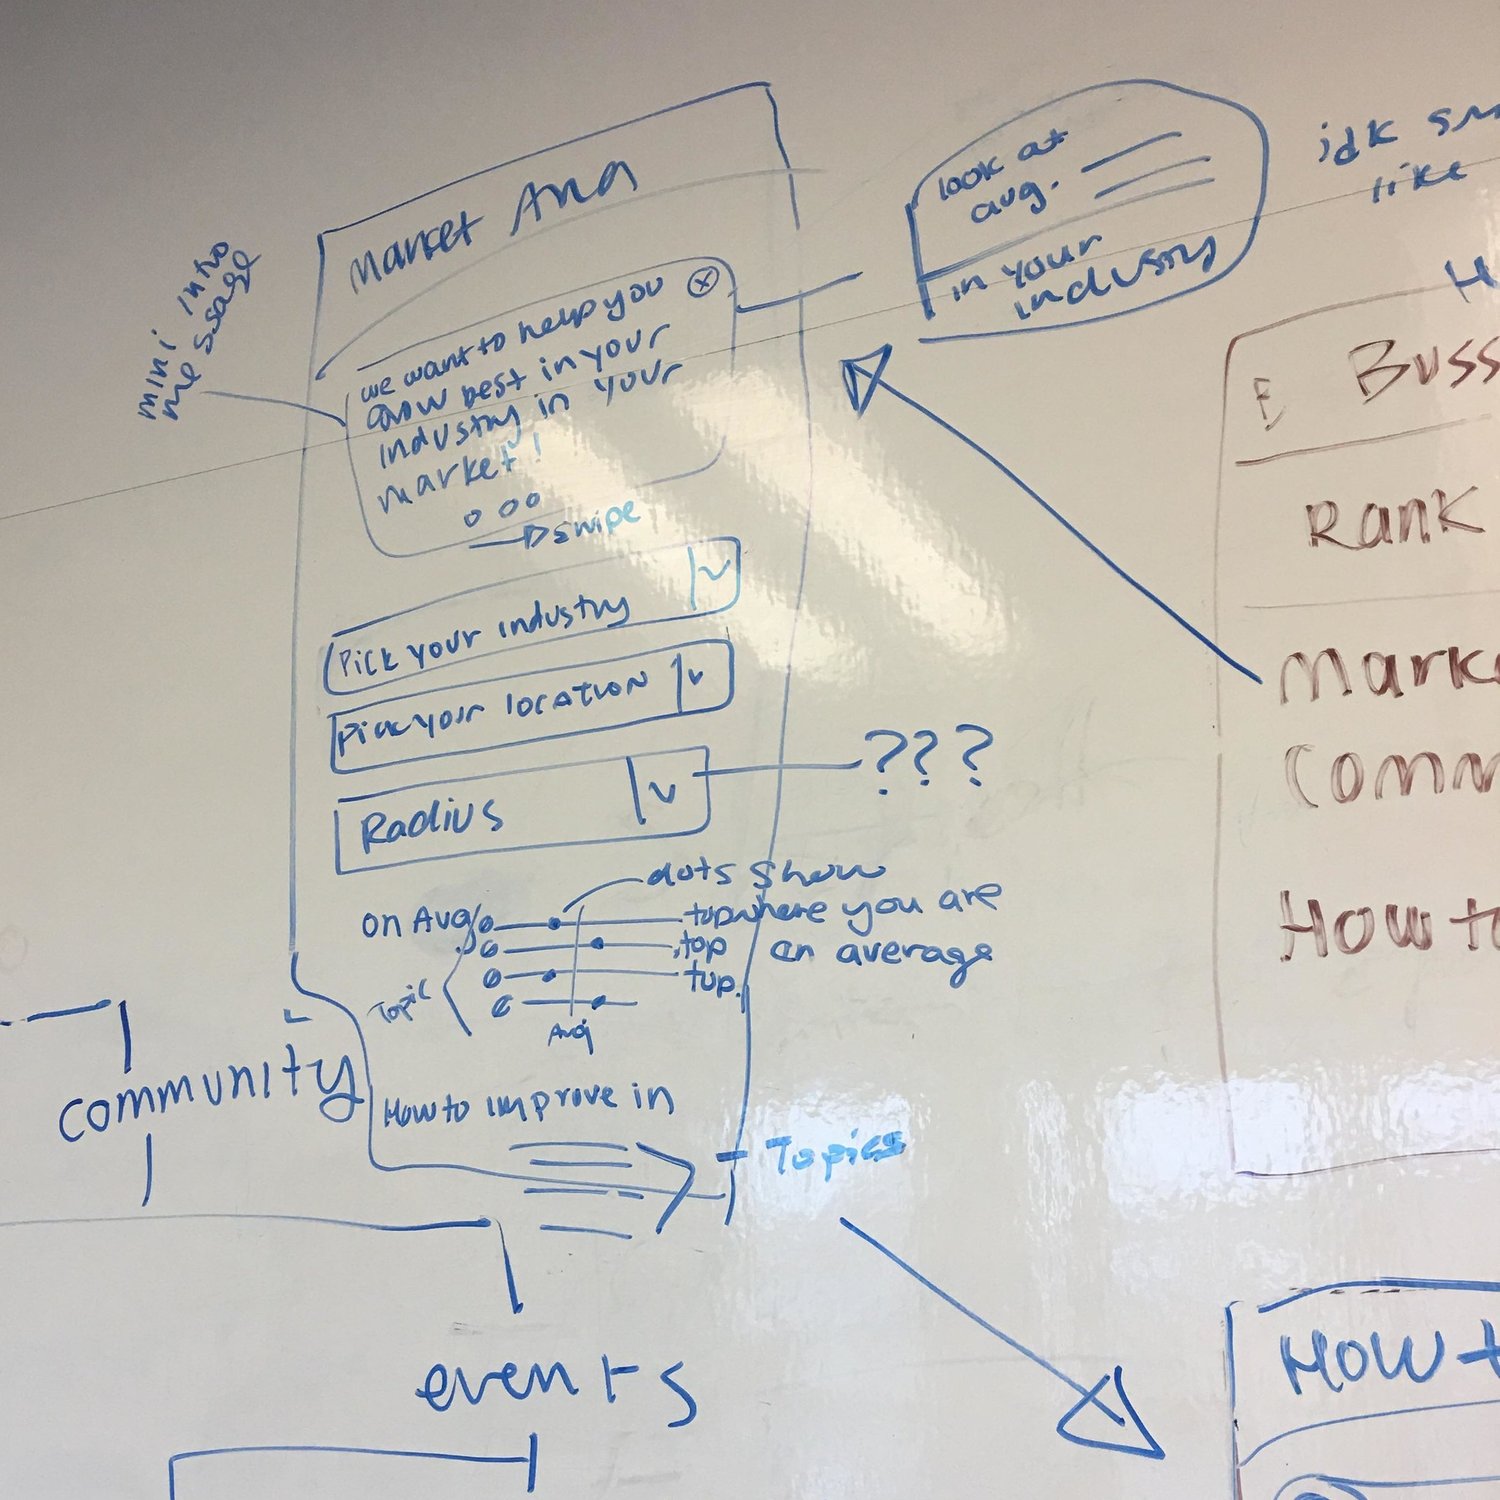 Market Ana
mini intro
message
we want to help you
Grow best in your
industry in your
market!
swipe
look at
avg.
in your
industry
idk
like
Pick your industry
Pick your location
Radius
???
dots show
where you are
on average
on Avg
top
top
top.
Topic
Avg
How to improve in
Topics
community
events
E
Buss
Rank
Mark
Comm
How to
How t